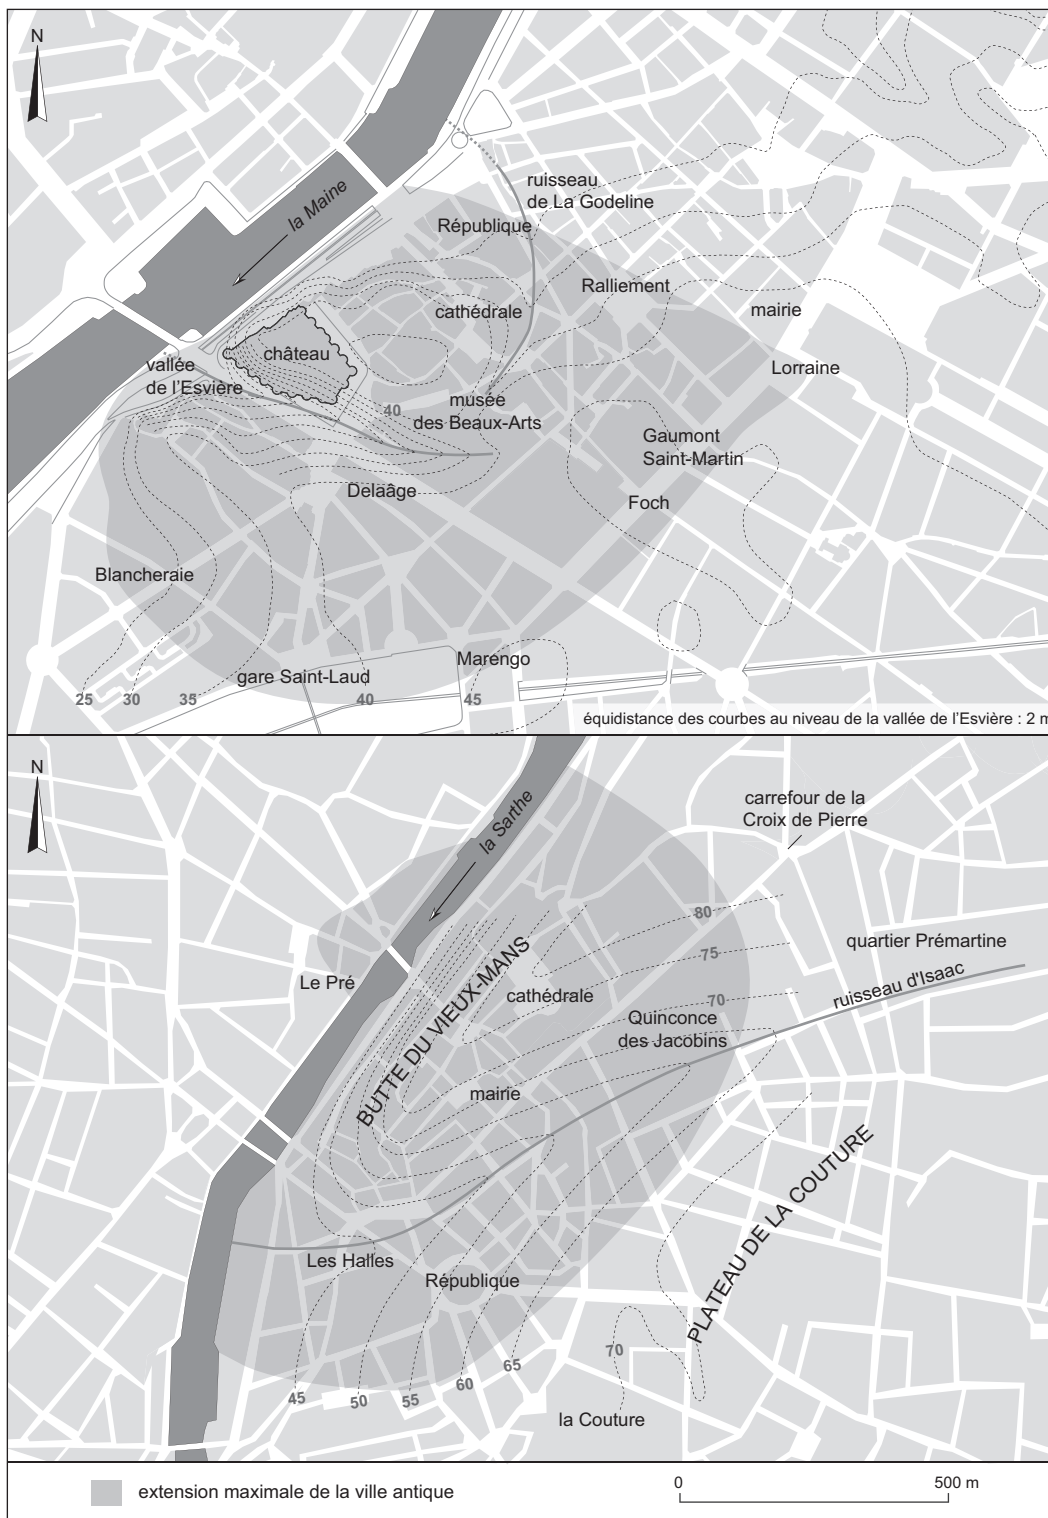 N
la Maine
ruisseau
de La Godeline
République
Ralliement
cathédrale
mairie
château
vallée
de l'Esvière
Lorraine
musée
des Beaux-Arts
40
Gaumont
Saint-Martin
Delaâge
Foch
Blancheraie
Marengo
gare Saint-Laud
25
30
35
40
45
équidistance des courbes au niveau de la vallée de l'Esvière : 2 m
N
la Sarthe
carrefour de la
Croix de Pierre
80
quartier Prémartine
75
ruisseau d'Isaac
Le Pré
BUTTE DU VIEUX-MANS
cathédrale
70
Quinconce
des Jacobins
mairie
PLATEAU DE LA COUTURE
Les Halles
République
70
65
60
55
50
45
la Couture
extension maximale de la ville antique
0
500 m